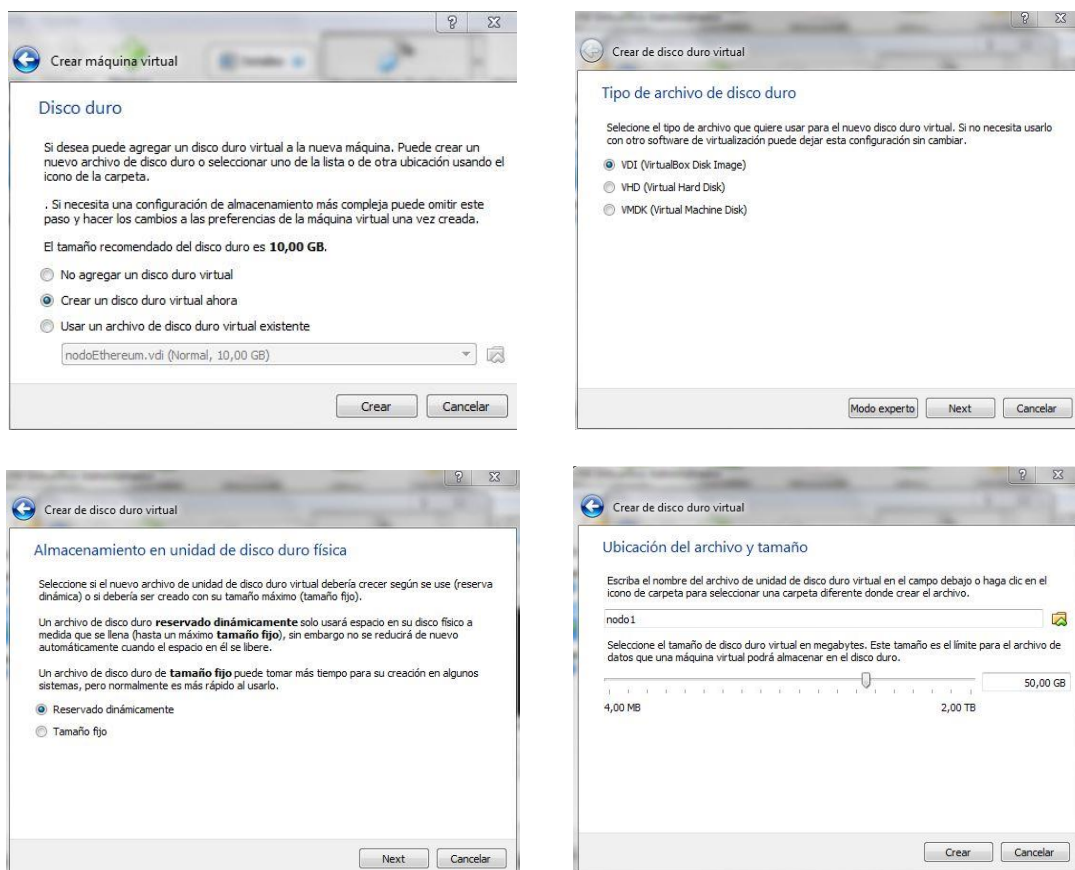 Crear máquina virtual
Disco duro
Si desea puede agregar un disco duro virtual a la nueva máquina. Puede crear un
nuevo archivo de disco duro o seleccionar uno de la lista o de otra ubicación usando el
icono de la carpeta.
. Si necesita una configuración de almacenamiento más compleja puede omitir este
paso y hacer los cambios a las preferencias de la máquina virtual una vez creada.
El tamaño recomendado del disco duro es 10,00 GB.
No agregar un disco duro virtual
Crear un disco duro virtual ahora
Usar un archivo de disco duro virtual existente
nodoEthereum.vdi (Normal, 10,00 GB)
Crear
Cancelar
Crear de disco duro virtual
Tipo de archivo de disco duro
Selecione el tipo de archivo que quiere usar para el nuevo disco duro virtual. Si no necesita usarlo
con otro software de virtualización puede dejar esta configuración sin cambiar.
VDI (VirtualBox Disk Image)
VHD (Virtual Hard Disk)
VMDK (Virtual Machine Disk)
Modo experto
Next
Cancelar
Crear de disco duro virtual
Almacenamiento en unidad de disco duro física
Seleccione si el nuevo archivo de unidad de disco duro virtual debería crecer según se use (reserva
dinámica) o si debería ser creado con su tamaño máximo (tamaño fijo).
Un archivo de disco duro reservado dinámicamente solo usará espacio en su disco físico a
medida que se llena (hasta un máximo tamaño fijo), sin embargo no se reducirá de nuevo
automáticamente cuando el espacio en él se libere.
Un archivo de disco duro de tamaño fijo puede tomar más tiempo para su creación en algunos
sistemas, pero normalmente es más rápido al usarlo.
Reservado dinámicamente
Tamaño fijo
Next
Cancelar
Crear de disco duro virtual
Ubicación del archivo y tamaño
Escriba el nombre del archivo de unidad de disco duro virtual en el campo debajo o haga clic en el
icono de carpeta para seleccionar una carpeta diferente donde crear el archivo.
nodo1
Seleccione el tamaño de disco duro virtual en megabytes. Este tamaño es el límite para el archivo de
datos que una máquina virtual podrá almacenar en el disco duro.
50,00 GB
4,00 MB
2,00 TB
Crear
Cancelar